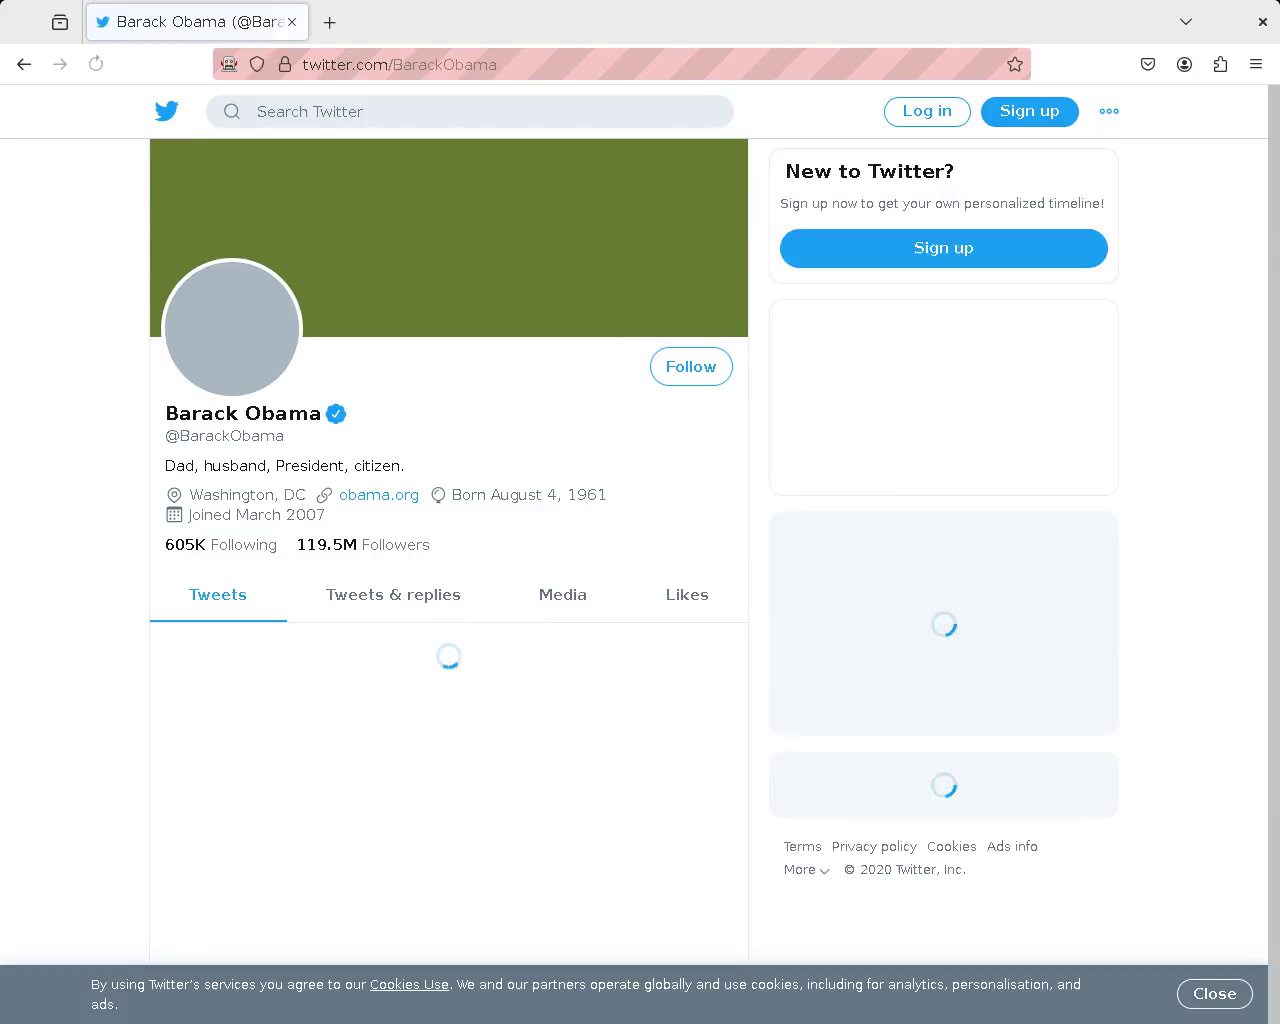 Barack Obama (@Bara
twitter.com/BarackObama
Search Twitter
Log in
Sign up
New to Twitter?
Sign up now to get your own personalized timeline!
Sign up
Follow
Barack Obama
@BarackObama
Dad, husband, President, citizen.
Washington, DC obama.org Born August 4, 1961
Joined March 2007
605K Following 119.5M Followers
Tweets Tweets & replies Media Likes
Terms Privacy policy Cookies Ads info
More © 2020 Twitter, Inc.
By using Twitter's services you agree to our Cookies Use. We and our partners operate globally and use cookies, including for analytics, personalisation, and
ads.
Close